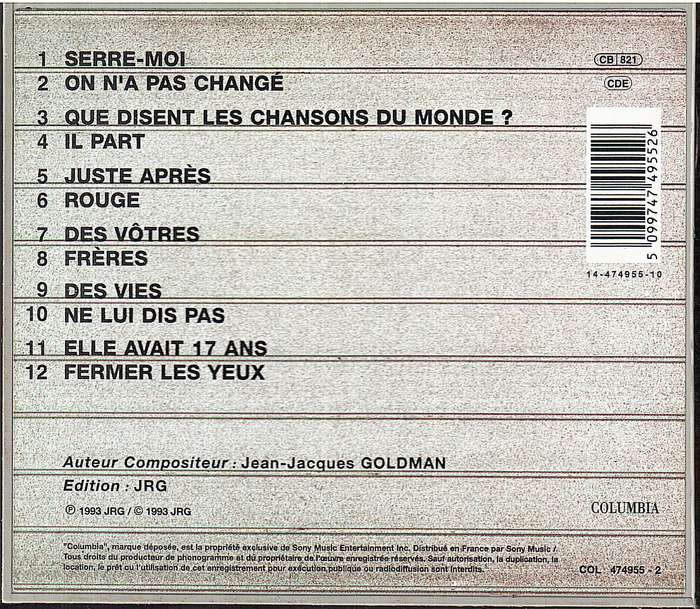 1 SERRE-MOI
2 ON N'A PAS CHANGÉ
3 QUE DISENT LES CHANSONS DU MONDE ?
4 IL PART
5 JUSTE APRÈS
6 ROUGE
7 DES VÔTRES
8 FRÈRES
9 DES VIES
10 NE LUI DIS PAS
11 ELLE AVAIT 17 ANS
12 FERMER LES YEUX
CB 821
CDE
5 099747 495526
14-474955-10
Auteur Compositeur : Jean-Jacques GOLDMAN
Edition : JRG
℗ 1993 JRG / © 1993 JRG
COLUMBIA
"Columbia", marque déposée, est la propriété exclusive de Sony Music Entertainment Inc. Distribué en France par Sony Music /
Tous droits du producteur de phonogramme et du propriétaire de l'œuvre enregistrée réservés. Sauf autorisation, la duplication, la
location, le prêt ou l'utilisation de cet enregistrement pour exécution publique ou radiodiffusion sont interdits.
COL 474955 - 2